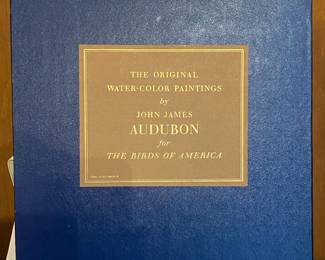 THE ORIGINAL
WATER-COLOR PAINTINGS
by
JOHN JAMES
AUDUBON
for
THE BIRDS OF AMERICA